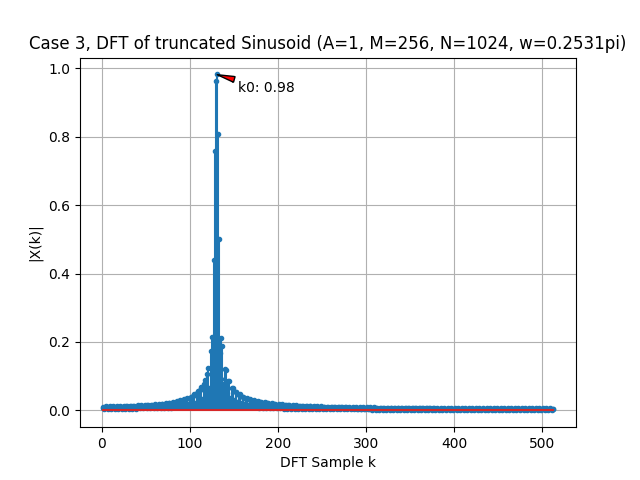 Case 3, DFT of truncated Sinusoid (A=1, M=256, N=1024, w=0.2531pi)
1.0
k0: 0.98
0.8
0.6
|X(k)|
0.4
0.2
0.0
0 100 200 300 400 500
DFT Sample k